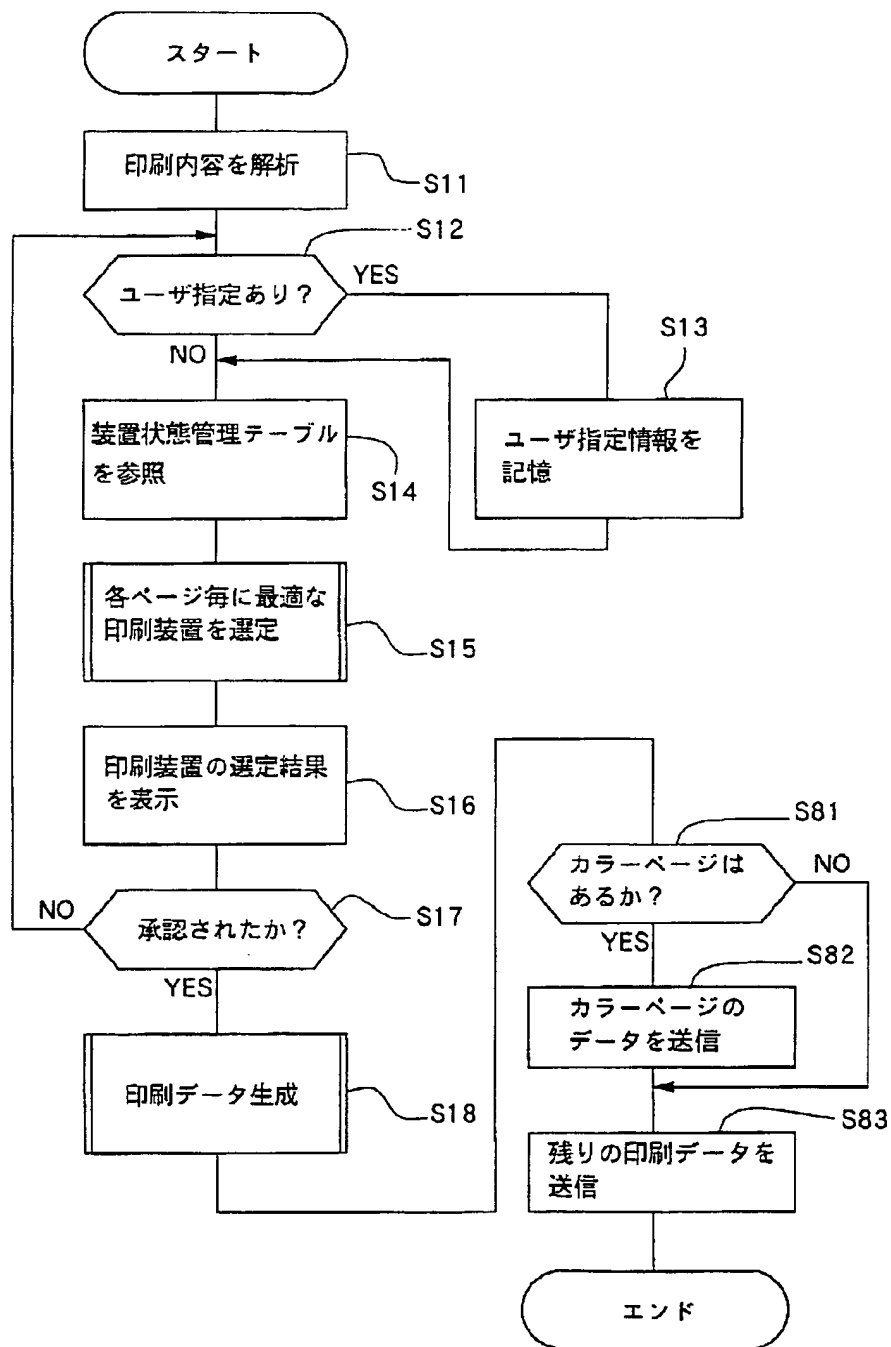 スタート
印刷内容を解析
S11
S12
ユーザ指定あり？
YES
NO
S13
ユーザ指定情報を
記憶
装置状態管理テーブル
を参照
S14
各ページ毎に最適な
印刷装置を選定
S15
印刷装置の選定結果
を表示
S16
承認されたか？
NO
S17
YES
印刷データ生成
S18
S81
カラーページは
あるか？
NO
YES
S82
カラーページの
データを送信
S83
残りの印刷データを
送信
エンド